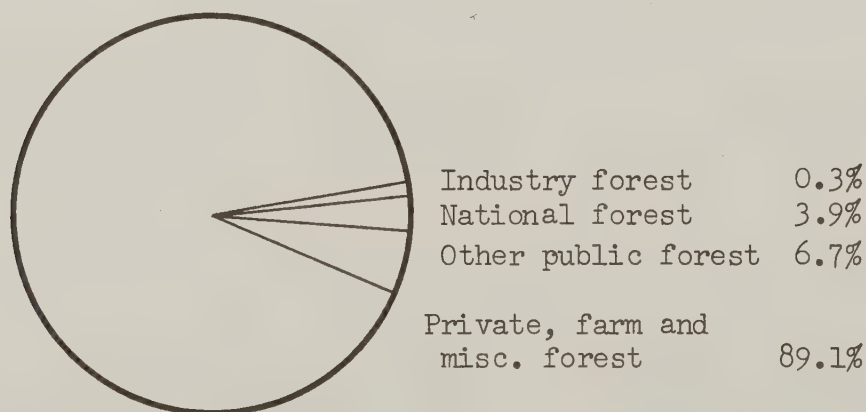 Industry forest 0.3%
National forest 3.9%
Other public forest 6.7%
Private, farm and
misc. forest 89.1%